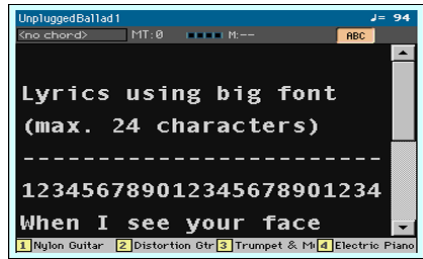 UnpluggedBallad1 ♩= 94
<no chord> MT:0 M:-- ABC
Lyrics using big font
(max. 24 characters)
------------------------
123456789012345678901234
When I see your face
1 Nylon Guitar 2 Distortion Gtr 3 Trumpet & M 4 Electric Piano